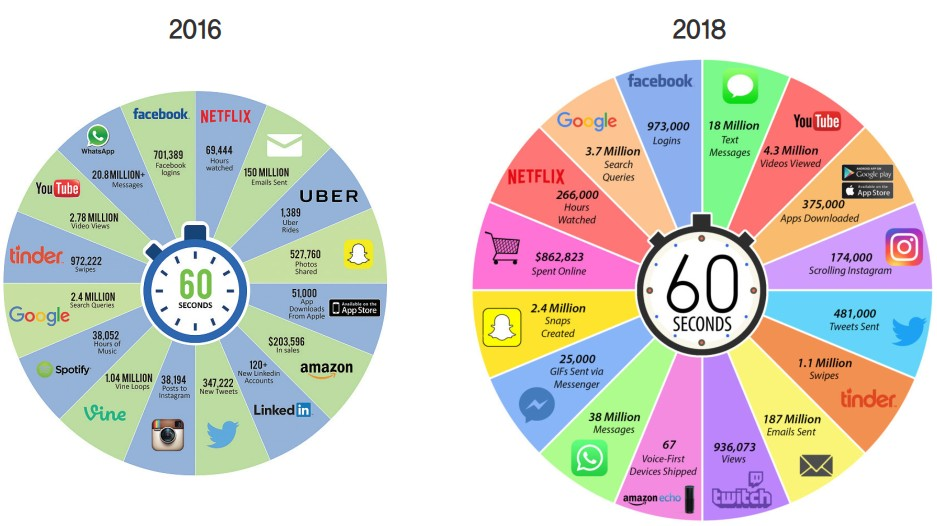 2016
2018
facebook
701,389
Facebook
logins
NETFLIX
69,444
Hours
watched
150 MILLION
Emails Sent
UBER
1,389
Uber
Rides
527,760
Photos
Shared
51,000
App
Downloads
From Apple
Available on the
App Store
$203,596
In sales
amazon
120+
New Linkedin
Accounts
Linked in
347,222
New Tweets
38,194
Posts to
Instagram
1.04 MILLION
Vine Loops
Vine
38,052
Hours of
Music
Spotify
2.4 MILLION
Search Queries
Google
tinder
972,222
Swipes
YouTube
2.78 MILLION
Video Views
WhatsApp
20.8 MILLION+
Messages
60
SECONDS
facebook
973,000
Logins
18 Million
Text
Messages
YouTube
4.3 Million
Videos Viewed
ANDROID APP ON
Google play
Available on the
App Store
375,000
Apps Downloaded
174,000
Scrolling Instagram
481,000
Tweets Sent
1.1 Million
Swipes
tinder
187 Million
Emails Sent
936,073
Views
twitch
67
Voice-First
Devices Shipped
amazon echo
38 Million
Messages
25,000
GIFs Sent via
Messenger
2.4 Million
Snaps
Created
$862,823
Spent Online
NETFLIX
266,000
Hours
Watched
Google
3.7 Million
Search
Queries
60
SECONDS